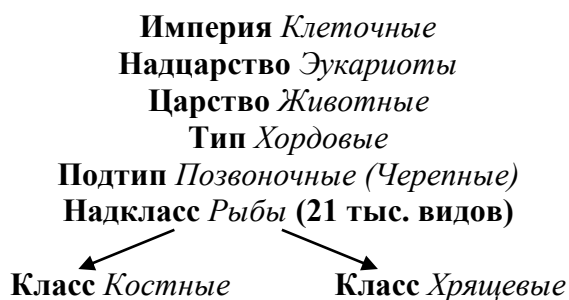 Империя Клеточные
Надцарство Эукариоты
Царство Животные
Тип Хордовые
Подтип Позвоночные (Черепные)
Надкласс Рыбы (21 тыс. видов)
Класс Костные Класс Хрящевые